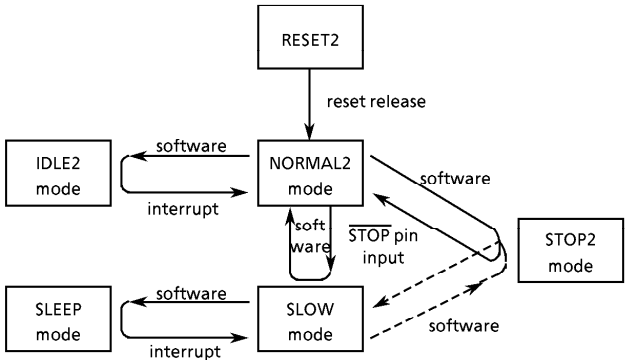 RESET2
reset release
software
IDLE2
mode
NORMAL2
mode
interrupt
software
soft
ware
STOP pin
input
STOP2
mode
software
SLEEP
mode
SLOW
mode
software
interrupt